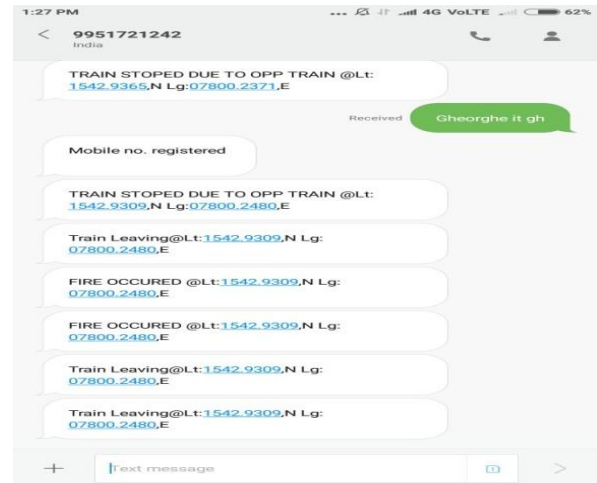 1:27 PM ... 4G VoLTE 62%
< 9951721242
India
TRAIN STOPED DUE TO OPP TRAIN @Lt:
1542.9365,N Lg:07800.2371,E
Received Gheorghe it gh
Mobile no. registered
TRAIN STOPED DUE TO OPP TRAIN @Lt:
1542.9309,N Lg:07800.2480,E
Train Leaving@Lt:1542.9309,N Lg:
07800.2480,E
FIRE OCCURED @Lt:1542.9309,N Lg:
07800.2480,E
FIRE OCCURED @Lt:1542.9309,N Lg:
07800.2480,E
Train Leaving@Lt:1542.9309,N Lg:
07800.2480,E
Train Leaving@Lt:1542.9309,N Lg:
07800.2480,E
+ Text message 1 >